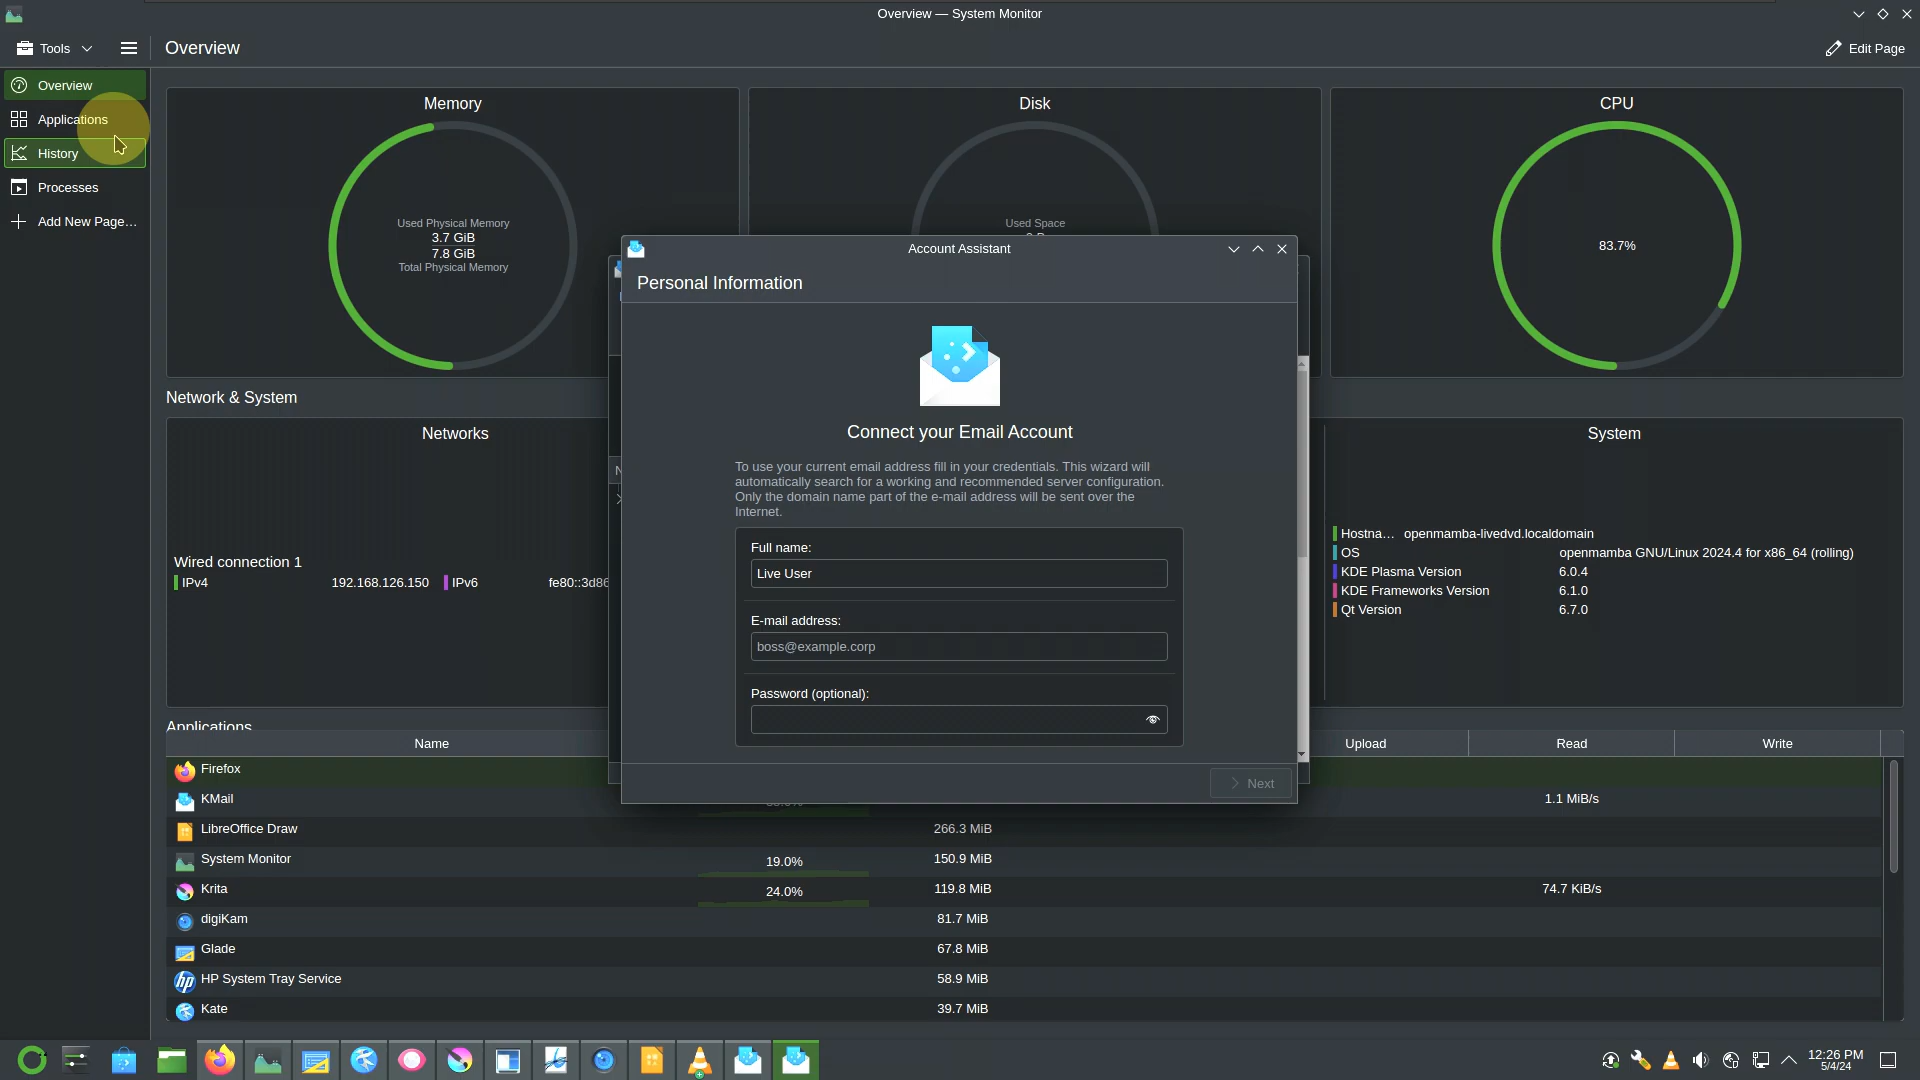 Overview — System Monitor
Tools
Overview
Edit Page
Overview
Applications
History
Processes
Add New Page...
Memory
Used Physical Memory
3.7 GiB
7.8 GiB
Total Physical Memory
Disk
Used Space
CPU
83.7%
Network & System
Networks
Wired connection 1
IPv4
192.168.126.150
IPv6
fe80::3d86
System
Hostna... openmamba-livedvd.localdomain
OS openmamba GNU/Linux 2024.4 for x86_64 (rolling)
KDE Plasma Version 6.0.4
KDE Frameworks Version 6.1.0
Qt Version 6.7.0
Account Assistant
Personal Information
Connect your Email Account
To use your current email address fill in your credentials. This wizard will
automatically search for a working and recommended server configuration.
Only the domain name part of the e-mail address will be sent over the
Internet.
Full name:
Live User
E-mail address:
boss@example.corp
Password (optional):
Next
Applications
Name Upload Read Write
Firefox
KMail 1.1 MiB/s
LibreOffice Draw 266.3 MiB
System Monitor 19.0% 150.9 MiB
Krita 24.0% 119.8 MiB 74.7 KiB/s
digiKam 81.7 MiB
Glade 67.8 MiB
HP System Tray Service 58.9 MiB
Kate 39.7 MiB
12:26 PM
5/4/24